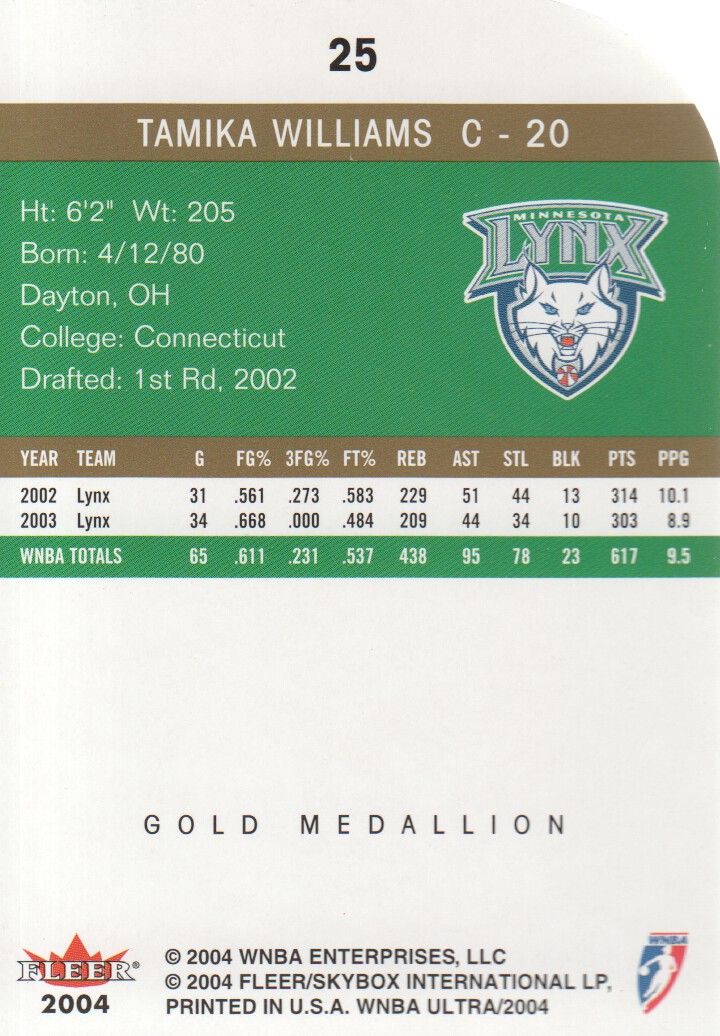 25
TAMIKA WILLIAMS C - 20
Ht: 6'2" Wt: 205
Born: 4/12/80
Dayton, OH
College: Connecticut
Drafted: 1st Rd, 2002
MINNESOTA
LYNX
YEAR TEAM G FG% 3FG% FT% REB AST STL BLK PTS PPG
2002 Lynx 31 .561 .273 .583 229 51 44 13 314 10.1
2003 Lynx 34 .668 .000 .484 209 44 34 10 303 8.9
WNBA TOTALS 65 .611 .231 .537 438 95 78 23 617 9.5
GOLD MEDALLION
FLEER®
2004
© 2004 WNBA ENTERPRISES, LLC
© 2004 FLEER/SKYBOX INTERNATIONAL LP,
PRINTED IN U.S.A. WNBA ULTRA/2004
WNBA